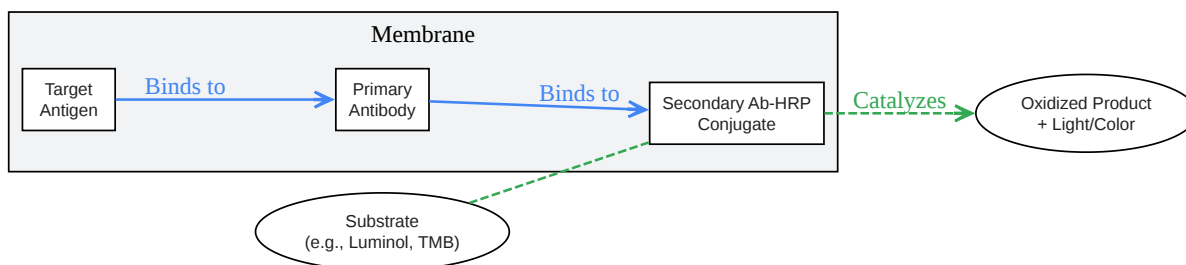 Membrane
Target
Antigen
Binds to
Primary
Antibody
Binds to
Secondary Ab-HRP
Conjugate
Catalyzes
Oxidized Product
+ Light/Color
Substrate
(e.g., Luminol, TMB)